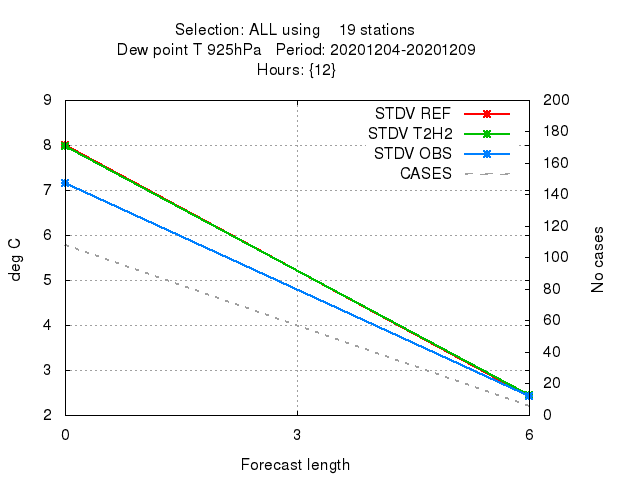 Selection: ALL using    19 stations
Dew point T 925hPa   Period: 20201204-20201209
Hours: {12}
STDV REF
STDV T2H2
STDV OBS
CASES
9
8
7
6
5
4
3
2
deg C
200
180
160
140
120
100
80
60
40
20
0
No cases
0
3
6
Forecast length